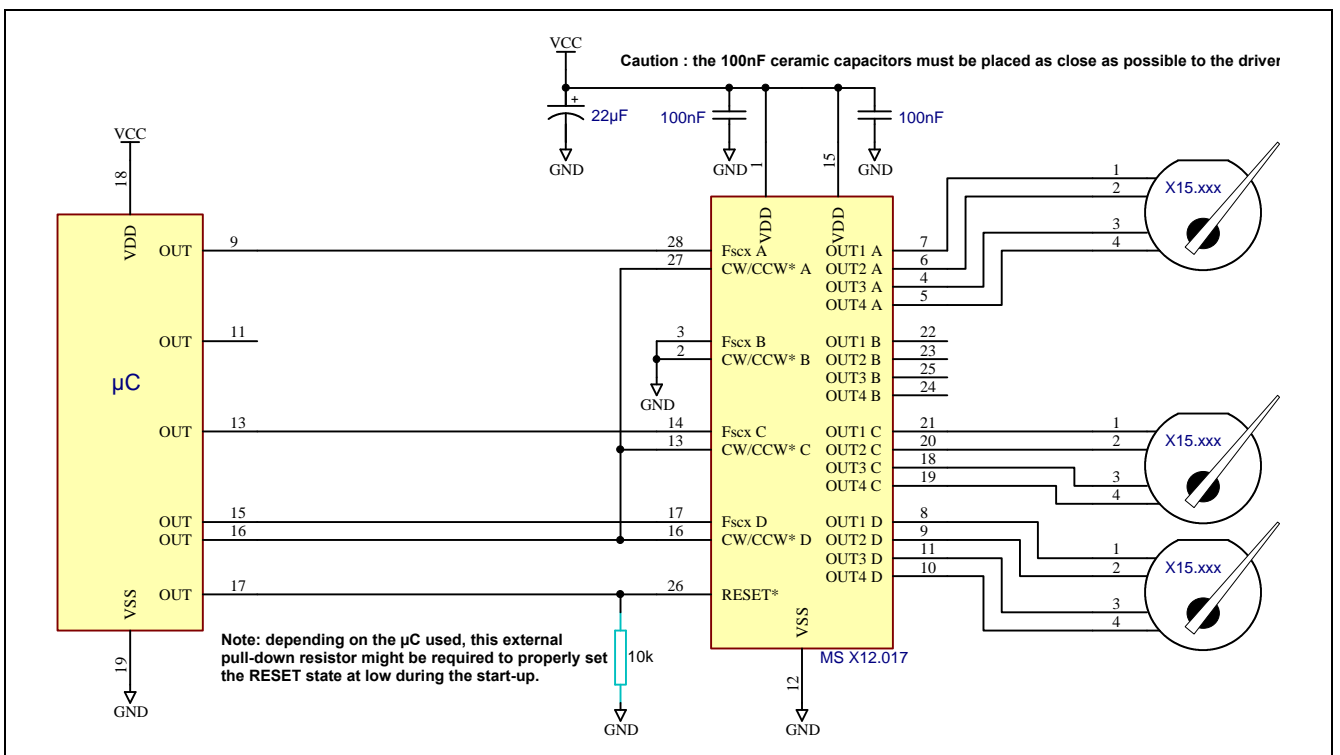 VCC
Caution : the 100nF ceramic capacitors must be placed as close as possible to the driver
+
22µF
100nF
100nF
GND
GND
GND
VCC
18
VDD
µC
OUT 9
OUT 11
OUT 13
OUT 15
OUT 16
OUT 17
VSS
19
GND
1
15
VDD
VDD
28 Fscx A
27 CW/CCW* A
3 Fscx B
2 CW/CCW* B
GND
14 Fscx C
13 CW/CCW* C
17 Fscx D
16 CW/CCW* D
26 RESET*
OUT1 A 7
OUT2 A 6
OUT3 A 4
OUT4 A 5
OUT1 B 22
OUT2 B 23
OUT3 B 25
OUT4 B 24
OUT1 C 21
OUT2 C 20
OUT3 C 18
OUT4 C 19
OUT1 D 8
OUT2 D 9
OUT3 D 11
OUT4 D 10
VSS
MS X12.017
12
GND
1
2
3
4
X15.xxx
1
2
3
4
X15.xxx
1
2
3
4
X15.xxx
Note: depending on the µC used, this external
pull-down resistor might be required to properly set
the RESET state at low during the start-up.
10k
GND